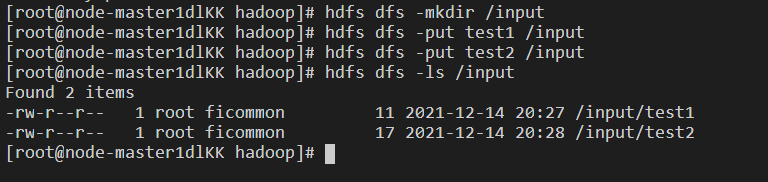 [root@node-master1dlKK hadoop]# hdfs dfs -mkdir /input
[root@node-master1dlKK hadoop]# hdfs dfs -put test1 /input
[root@node-master1dlKK hadoop]# hdfs dfs -put test2 /input
[root@node-master1dlKK hadoop]# hdfs dfs -ls /input
Found 2 items
-rw-r--r--   1 root ficommon         11 2021-12-14 20:27 /input/test1
-rw-r--r--   1 root ficommon         17 2021-12-14 20:28 /input/test2
[root@node-master1dlKK hadoop]#